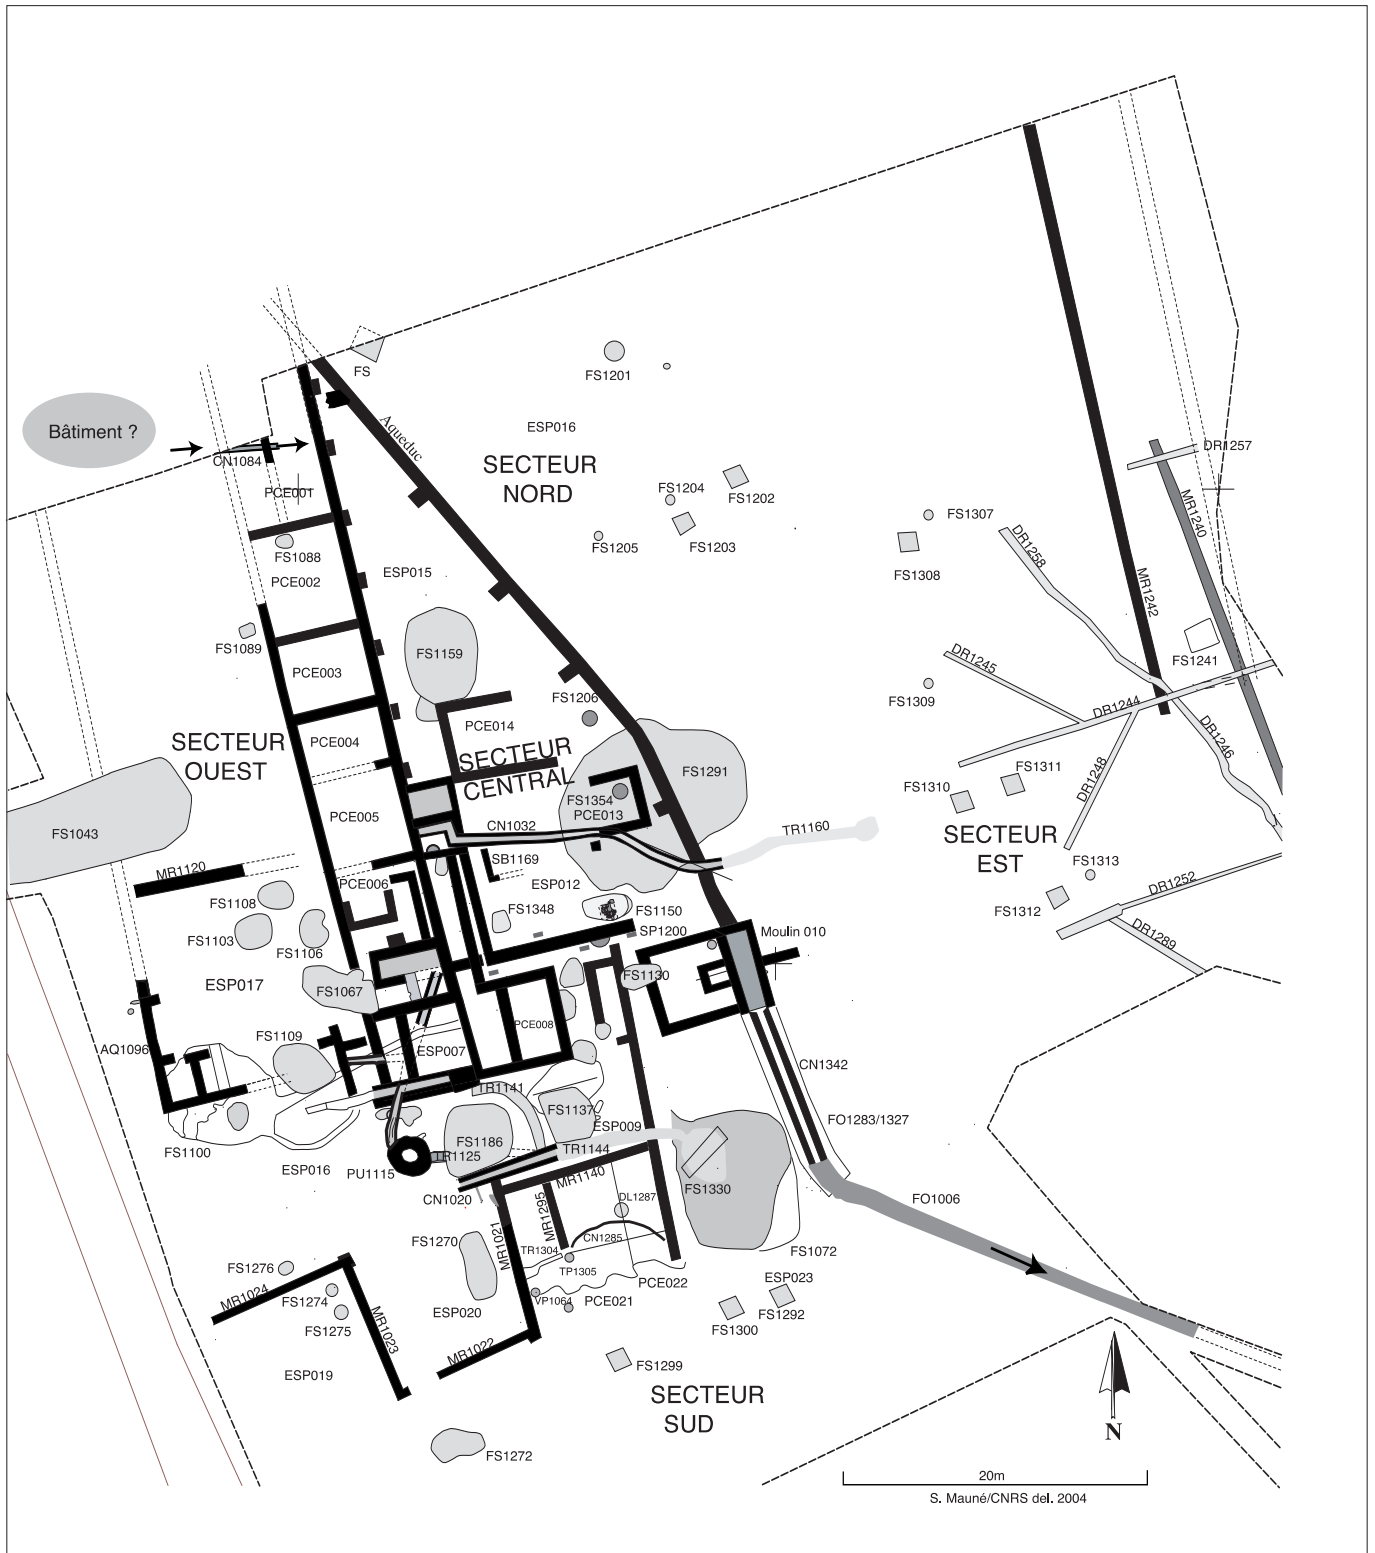 FS
FS1201
Bâtiment ?
Aqueduc
ESP016
CN1084
SECTEUR
NORD
DR1257
PCE001
FS1204
FS1202
MR1240
FS1307
FS1205
FS1203
FS1088
DR1258
PCE002
ESP015
FS1308
MR1242
FS1089
FS1159
DR1245
FS1241
PCE003
FS1206
FS1309
DR1244
PCE014
SECTEUR
OUEST
PCE004
SECTEUR
CENTRAL
DR1246
FS1291
FS1311
DR1248
FS1310
FS1354
PCE013
PCE005
CN1032
TR1160
FS1043
SECTEUR
EST
SB1169
FS1313
MR1120
PCE006
ESP012
DR1252
FS1108
FS1348
FS1150
FS1312
FS1103
FS1106
SP1200
Moulin 010
DR1289
ESP017
FS1067
FS1130
PCE008
FS1109
AQ1096
ESP007
CN1342
TR1141
FS1137
FO1283/1327
ESP009
FS1186
FS1100
TR1144
ESP016
PU1115
TR1125
MR1140
FS1330
CN1020
DL1287
FO1006
MR1295
MR1021
CN1285
FS1270
TR1304
FS1072
FS1276
TP1305
PCE022
ESP023
MR1024
FS1274
VP1064
PCE021
FS1292
ESP020
FS1275
MR1023
FS1300
MR1022
FS1299
ESP019
SECTEUR
SUD
N
FS1272
20m
S. Mauné/CNRS del. 2004